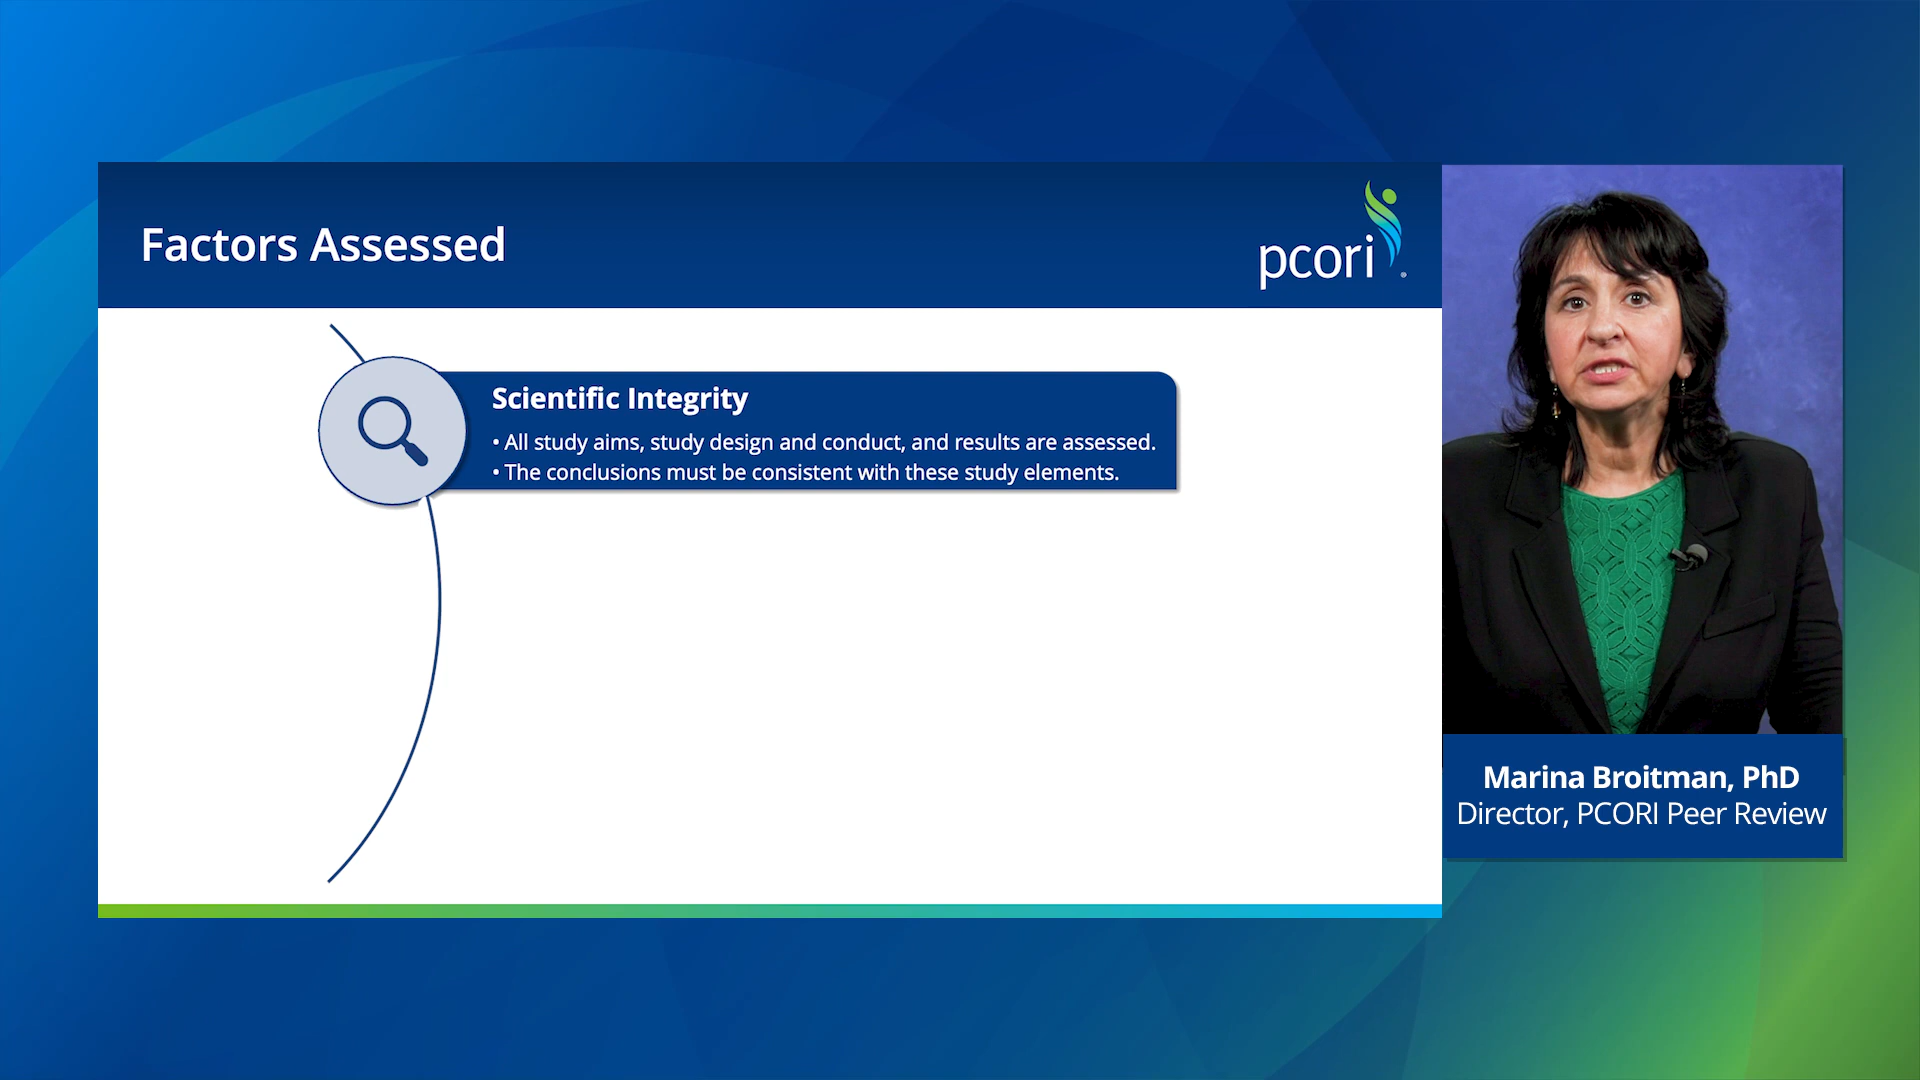 Factors Assessed
pcori
®
Scientific Integrity
• All study aims, study design and conduct, and results are assessed.
• The conclusions must be consistent with these study elements.
Marina Broitman, PhD
Director, PCORI Peer Review